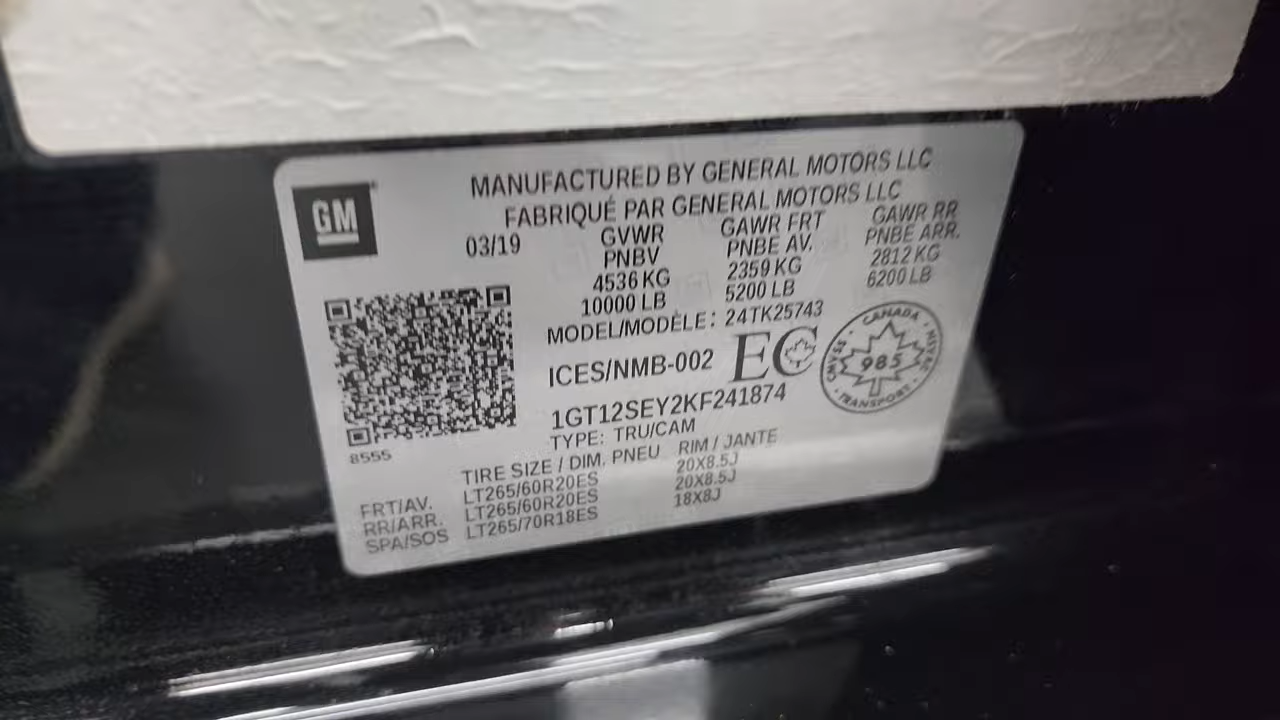 GM
MANUFACTURED BY GENERAL MOTORS LLC
FABRIQUÉ PAR GENERAL MOTORS LLC
03/19 GVWR GAWR FRT GAWR RR
PNBV PNBE AV. PNBE ARR.
4536 KG 2359 KG 2812 KG
10000 LB 5200 LB 6200 LB
MODEL/MODÈLE: 24TK25743
ICES/NMB-002 EC
CANADA
985
TRANSPORT
CMVSS
NSVAC
1GT12SEY2KF241874
TYPE: TRU/CAM
8555
TIRE SIZE / DIM. PNEU RIM / JANTE
FRT/AV. LT265/60R20ES 20X8.5J
RR/ARR. LT265/60R20ES 20X8.5J
SPA/SOS LT265/70R18ES 18X8J